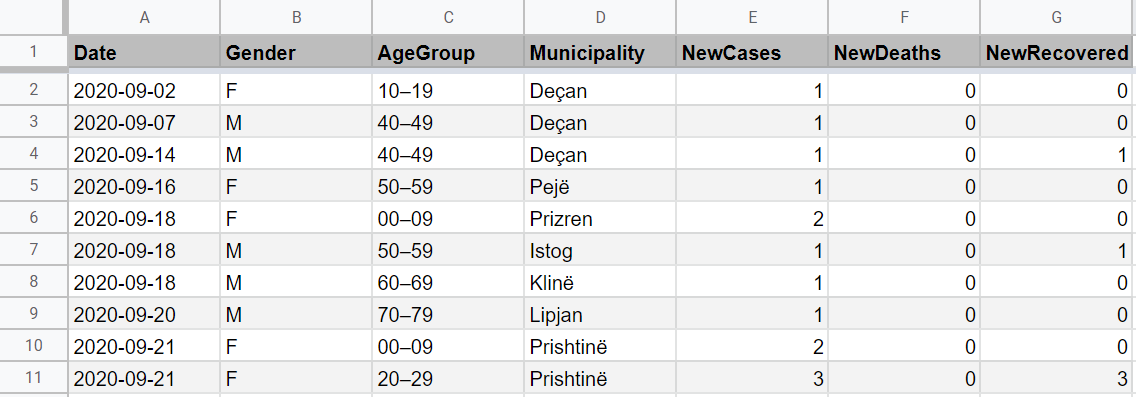 A B C D E F G
1 Date Gender AgeGroup Municipality NewCases NewDeaths NewRecovered
2 2020-09-02 F 10–19 Deçan 1 0 0
3 2020-09-07 M 40–49 Deçan 1 0 0
4 2020-09-14 M 40–49 Deçan 1 0 1
5 2020-09-16 F 50–59 Pejë 1 0 0
6 2020-09-18 F 00–09 Prizren 2 0 0
7 2020-09-18 M 50–59 Istog 1 0 1
8 2020-09-18 M 60–69 Klinë 1 0 0
9 2020-09-20 M 70–79 Lipjan 1 0 0
10 2020-09-21 F 00–09 Prishtinë 2 0 0
11 2020-09-21 F 20–29 Prishtinë 3 0 3